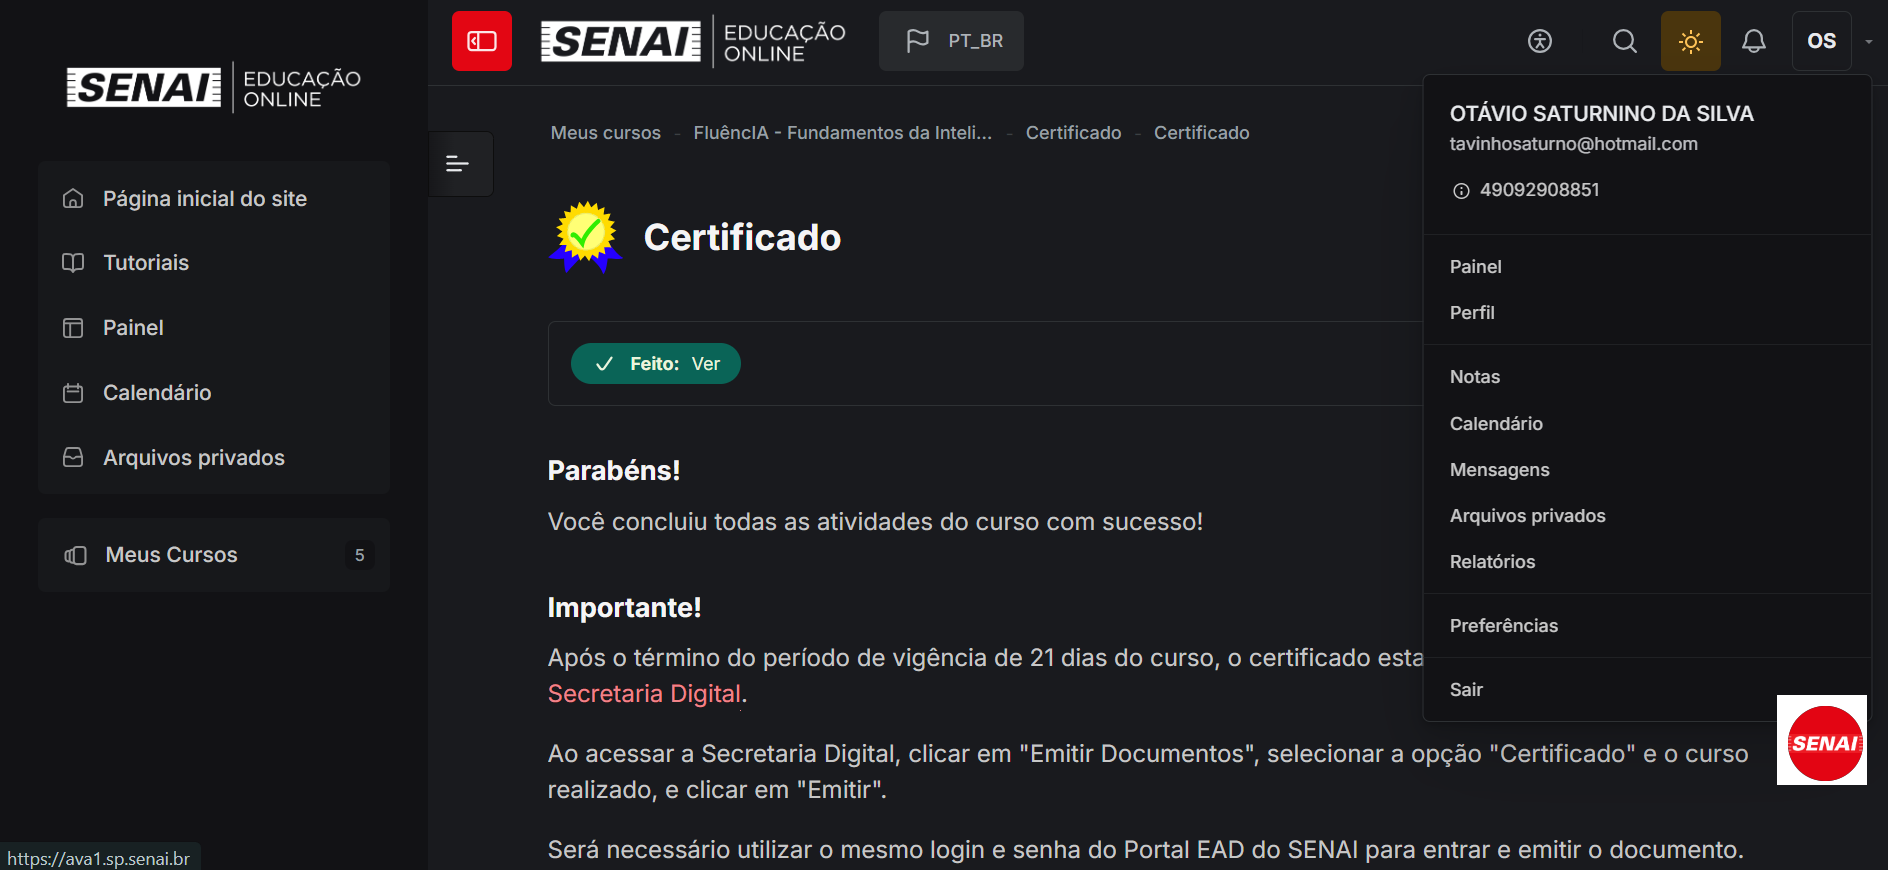 SENAI EDUCAÇÃO
ONLINE
Página inicial do site
Tutoriais
Painel
Calendário
Arquivos privados
Meus Cursos 5
https://ava1.sp.senai.br
SENAI EDUCAÇÃO
ONLINE
PT_BR
OS
Meus cursos - FluêncIA - Fundamentos da Inteli... - Certificado - Certificado
Certificado
Feito: Ver
Parabéns!
Você concluiu todas as atividades do curso com sucesso!
Importante!
Após o término do período de vigência de 21 dias do curso, o certificado esta
Secretaria Digital.
Ao acessar a Secretaria Digital, clicar em "Emitir Documentos", selecionar a opção "Certificado" e o curso
realizado, e clicar em "Emitir".
Será necessário utilizar o mesmo login e senha do Portal EAD do SENAI para entrar e emitir o documento.
OTÁVIO SATURNINO DA SILVA
tavinhosaturno@hotmail.com
49092908851
Painel
Perfil
Notas
Calendário
Mensagens
Arquivos privados
Relatórios
Preferências
Sair
SENAI